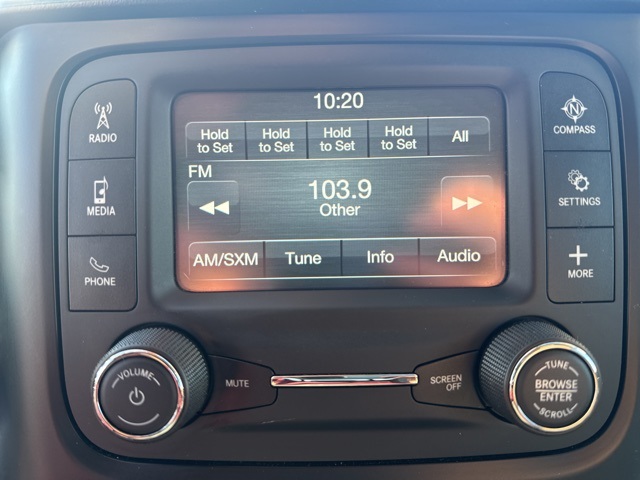 10:20
Hold to Set
Hold to Set
Hold to Set
Hold to Set
All
FM
103.9
Other
AM/SXM
Tune
Info
Audio
RADIO
MEDIA
PHONE
N
COMPASS
SETTINGS
MORE
VOLUME
MUTE
SCREEN
OFF
TUNE
BROWSE
ENTER
SCROLL